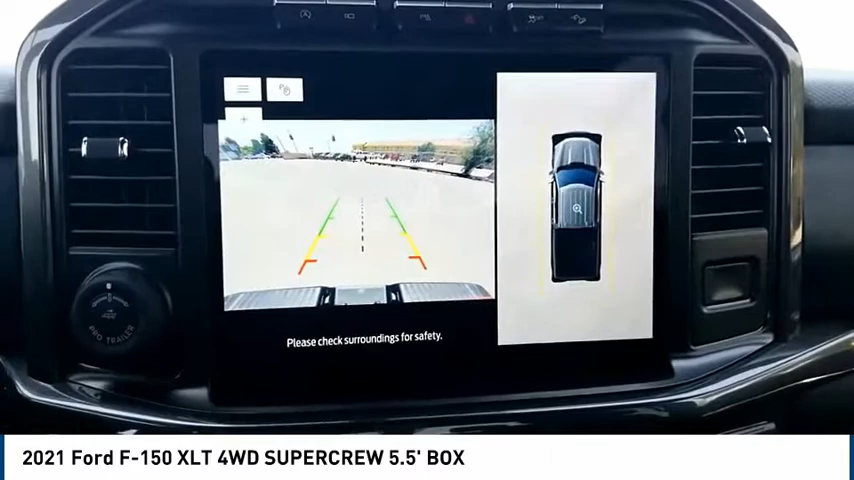 Please check surroundings for safety.
PRO TRAILER
2021 Ford F-150 XLT 4WD SUPERCREW 5.5' BOX